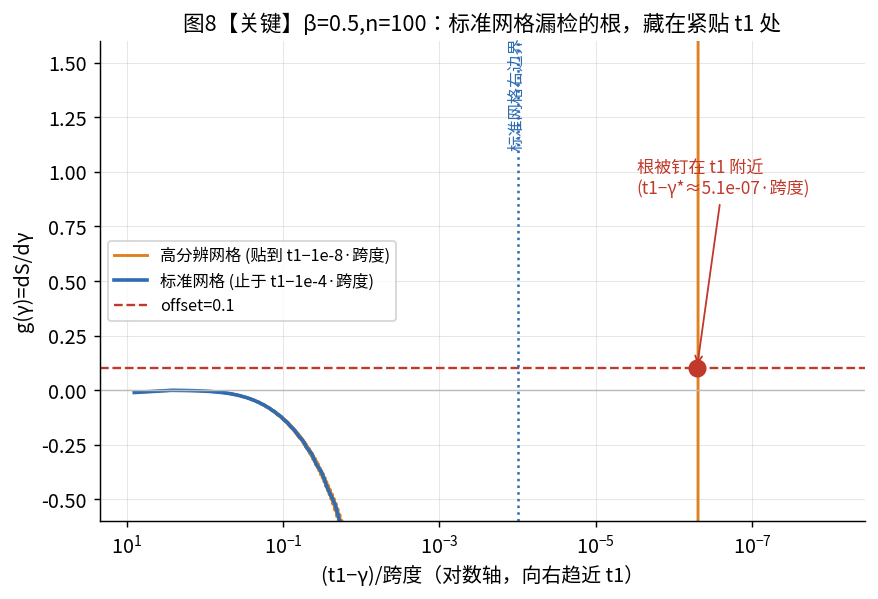 图8【关键】β=0.5,n=100：标准网格漏检的根，藏在紧贴 t1 处
g(γ)=dS/dγ
1.50
1.25
1.00
0.75
0.50
0.25
0.00
-0.25
-0.50
标准网格右边界
根被钉在 t1 附近
(t1−γ*≈5.1e-07·跨度)
高分辨网格 (贴到 t1−1e-8·跨度)
标准网格 (止于 t1−1e-4·跨度)
offset=0.1
10¹ 10⁻¹ 10⁻³ 10⁻⁵ 10⁻⁷
(t1−γ)/跨度（对数轴，向右趋近 t1）